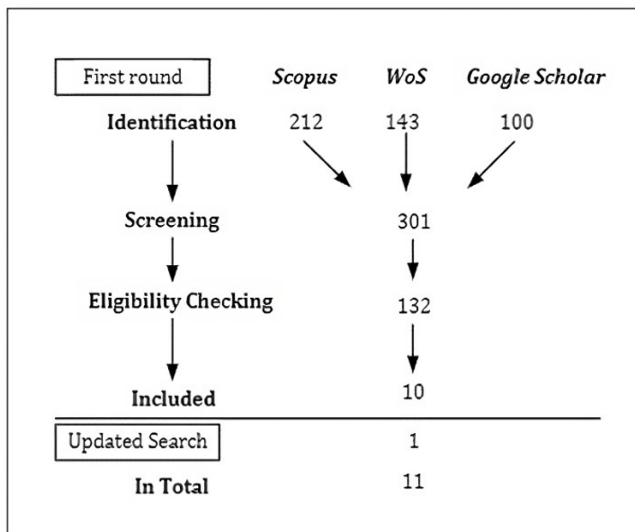 First round Scopus WoS Google Scholar
Identification 212 143 100
Screening 301
Eligibility Checking 132
Included 10
Updated Search 1
In Total 11